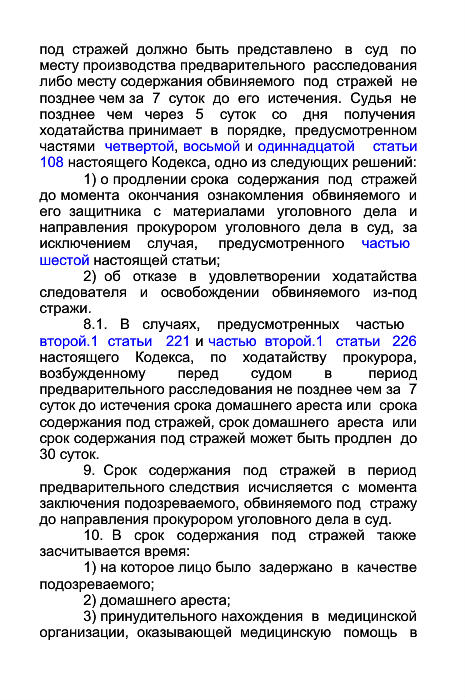 под стражей должно быть представлено в суд по
месту производства предварительного расследования
либо месту содержания обвиняемого под стражей не
позднее чем за 7 суток до его истечения. Судья не
позднее чем через 5 суток со дня получения
ходатайства принимает в порядке, предусмотренном
частями четвертой, восьмой и одиннадцатой статьи
108 настоящего Кодекса, одно из следующих решений:
1) о продлении срока содержания под стражей
до момента окончания ознакомления обвиняемого и
его защитника с материалами уголовного дела и
направления прокурором уголовного дела в суд, за
исключением случая, предусмотренного частью
шестой настоящей статьи;
2) об отказе в удовлетворении ходатайства
следователя и освобождении обвиняемого из-под
стражи.
8.1. В случаях, предусмотренных частью
второй.1 статьи 221 и частью второй.1 статьи 226
настоящего Кодекса, по ходатайству прокурора,
возбужденному перед судом в период
предварительного расследования не позднее чем за 7
суток до истечения срока домашнего ареста или срока
содержания под стражей, срок домашнего ареста или
срок содержания под стражей может быть продлен до
30 суток.
9. Срок содержания под стражей в период
предварительного следствия исчисляется с момента
заключения подозреваемого, обвиняемого под стражу
до направления прокурором уголовного дела в суд.
10. В срок содержания под стражей также
засчитывается время:
1) на которое лицо было задержано в качестве
подозреваемого;
2) домашнего ареста;
3) принудительного нахождения в медицинской
организации, оказывающей медицинскую помощь в